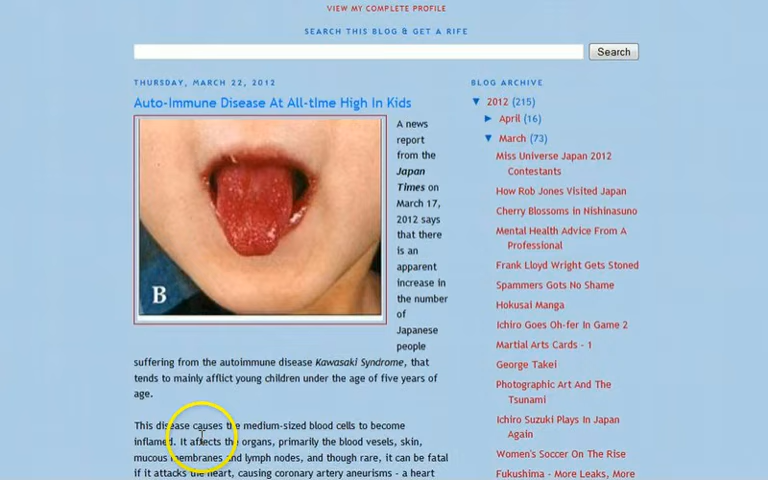 VIEW MY COMPLETE PROFILE
SEARCH THIS BLOG & GET A RIFE
Search
THURSDAY, MARCH 22, 2012
Auto-Immune Disease At All-tIme High In Kids
B
A news
report
from the
Japan
Times on
March 17,
2012 says
that there
is an
apparent
increase in
the number
of
Japanese
people
suffering from the autoimmune disease Kawasaki Syndrome, that
tends to mainly afflict young children under the age of five years of
age.
This disease causes the medium-sized blood cells to become
inflamed. It affects the organs, primarily the blood vesels, skin,
mucous membranes and lymph nodes, and though rare, it can be fatal
if it attacks the heart, causing coronary artery aneurisms - a heart
BLOG ARCHIVE
▼ 2012 (215)
► April (16)
▼ March (73)
Miss Universe Japan 2012
Contestants
How Rob Jones Visited Japan
Cherry Blossoms in Nishinasuno
Mental Health Advice From A
Professional
Frank Lloyd Wright Gets Stoned
Spammers Gots No Shame
Hokusai Manga
Ichiro Goes Oh-fer In Game 2
Martial Arts Cards - 1
George Takei
Photographic Art And The
Tsunami
Ichiro Suzuki Plays In Japan
Again
Women's Soccer On The Rise
Fukushima - More Leaks, More